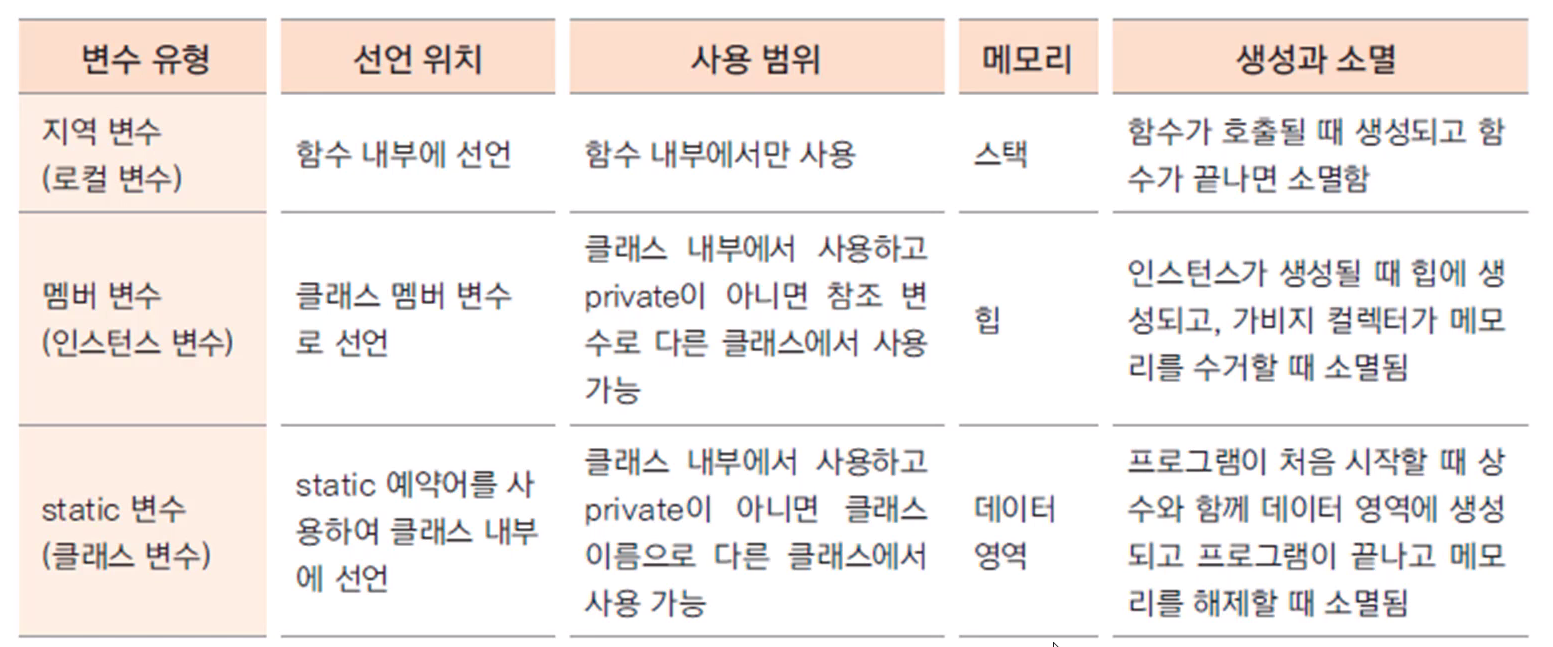 변수 유형
선언 위치
사용 범위
메모리
생성과 소멸
지역 변수
(로컬 변수)
함수 내부에 선언
함수 내부에서만 사용
스택
함수가 호출될 때 생성되고 함
수가 끝나면 소멸함
멤버 변수
(인스턴스 변수)
클래스 멤버 변수
로 선언
클래스 내부에서 사용하고
private이 아니면 참조 변
수로 다른 클래스에서 사용
가능
힙
인스턴스가 생성될 때 힙에 생
성되고, 가비지 컬렉터가 메모
리를 수거할 때 소멸됨
static 변수
(클래스 변수)
static 예약어를 사
용하여 클래스 내부
에 선언
클래스 내부에서 사용하고
private이 아니면 클래스
이름으로 다른 클래스에서
사용 가능
데이터
영역
프로그램이 처음 시작할 때 상
수와 함께 데이터 영역에 생성
되고 프로그램이 끝나고 메모
리를 해제할 때 소멸됨